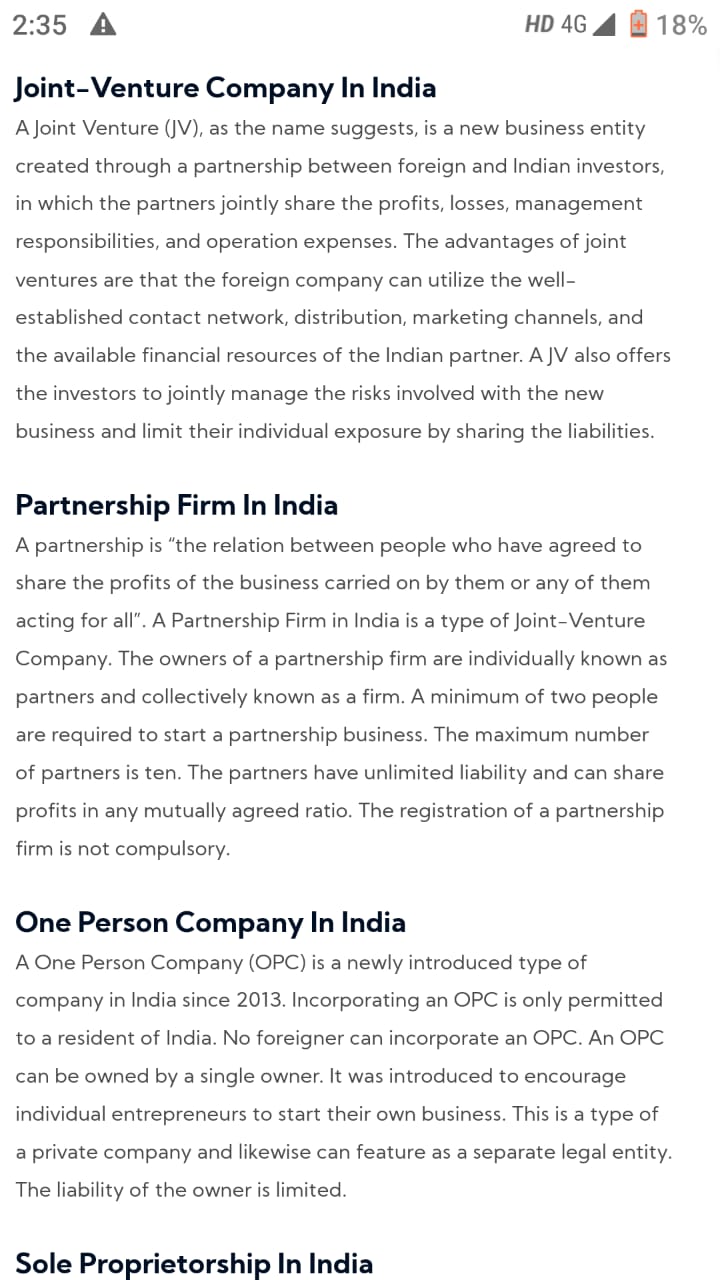 2:35 HD 4G 18%
Joint-Venture Company In India
A Joint Venture (JV), as the name suggests, is a new business entity
created through a partnership between foreign and Indian investors,
in which the partners jointly share the profits, losses, management
responsibilities, and operation expenses. The advantages of joint
ventures are that the foreign company can utilize the well-
established contact network, distribution, marketing channels, and
the available financial resources of the Indian partner. A JV also offers
the investors to jointly manage the risks involved with the new
business and limit their individual exposure by sharing the liabilities.
Partnership Firm In India
A partnership is “the relation between people who have agreed to
share the profits of the business carried on by them or any of them
acting for all”. A Partnership Firm in India is a type of Joint-Venture
Company. The owners of a partnership firm are individually known as
partners and collectively known as a firm. A minimum of two people
are required to start a partnership business. The maximum number
of partners is ten. The partners have unlimited liability and can share
profits in any mutually agreed ratio. The registration of a partnership
firm is not compulsory.
One Person Company In India
A One Person Company (OPC) is a newly introduced type of
company in India since 2013. Incorporating an OPC is only permitted
to a resident of India. No foreigner can incorporate an OPC. An OPC
can be owned by a single owner. It was introduced to encourage
individual entrepreneurs to start their own business. This is a type of
a private company and likewise can feature as a separate legal entity.
The liability of the owner is limited.
Sole Proprietorship In India